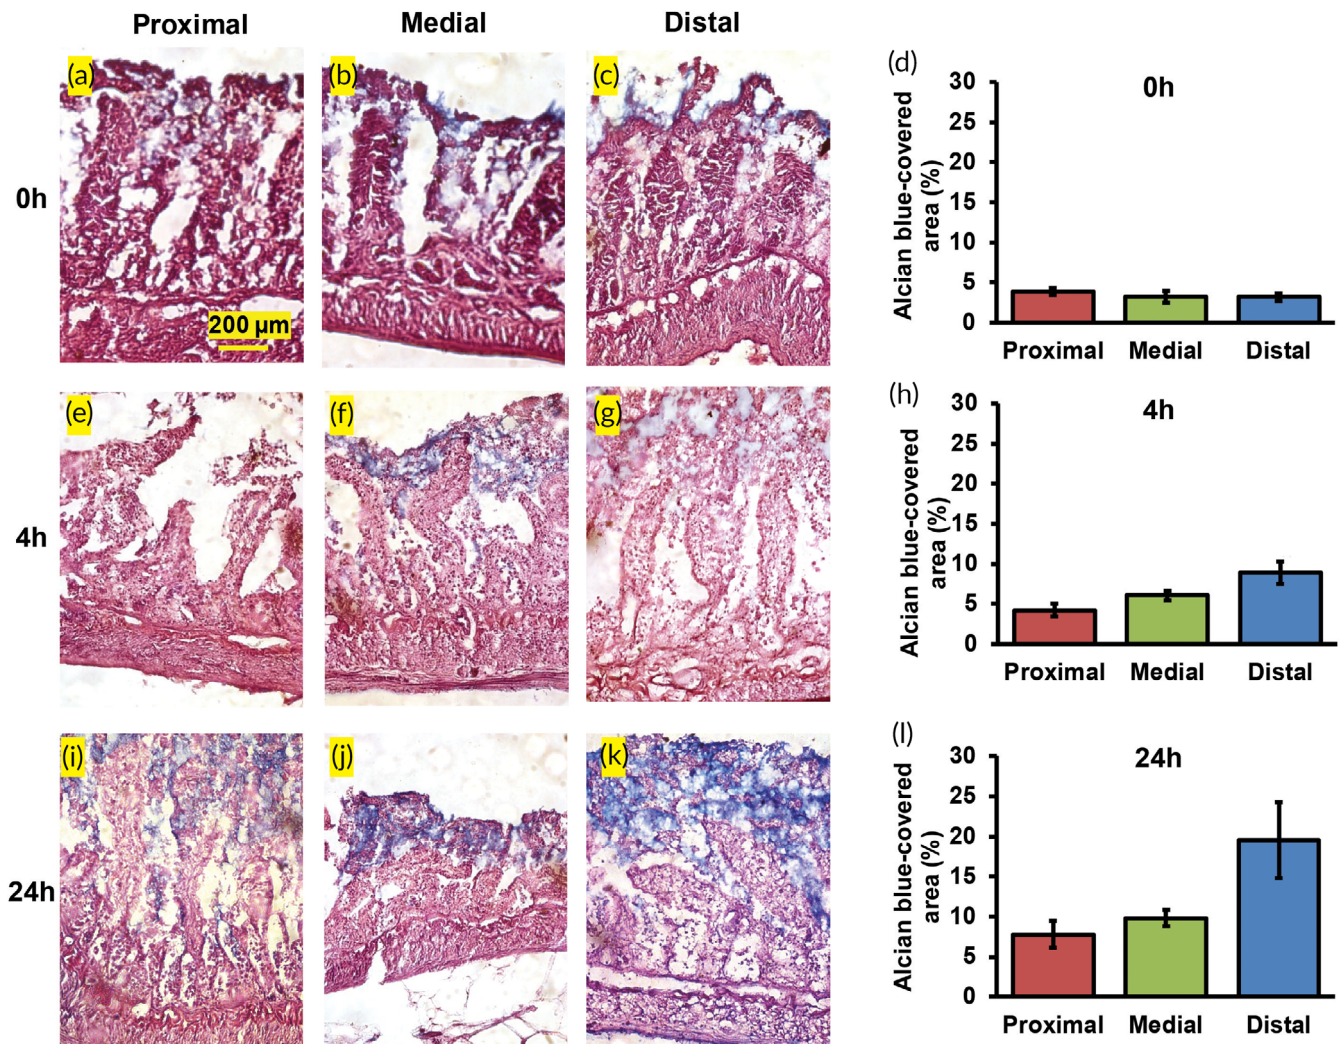 Proximal
Medial
Distal
0h
(a)
(b)
(c)
200 µm
(d)
0h
Alcian blue-covered
area (%)
30
25
20
15
10
5
0
Proximal
Medial
Distal
4h
(e)
(f)
(g)
(h)
4h
Alcian blue-covered
area (%)
30
25
20
15
10
5
0
Proximal
Medial
Distal
24h
(i)
(j)
(k)
(l)
24h
Alcian blue-covered
area (%)
30
25
20
15
10
5
0
Proximal
Medial
Distal